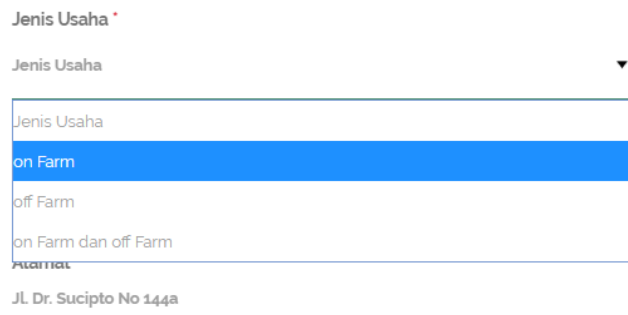 Jenis Usaha *
Jenis Usaha
Jenis Usaha
on Farm
off Farm
on Farm dan off Farm
Alamat
Jl. Dr. Sucipto No 144a